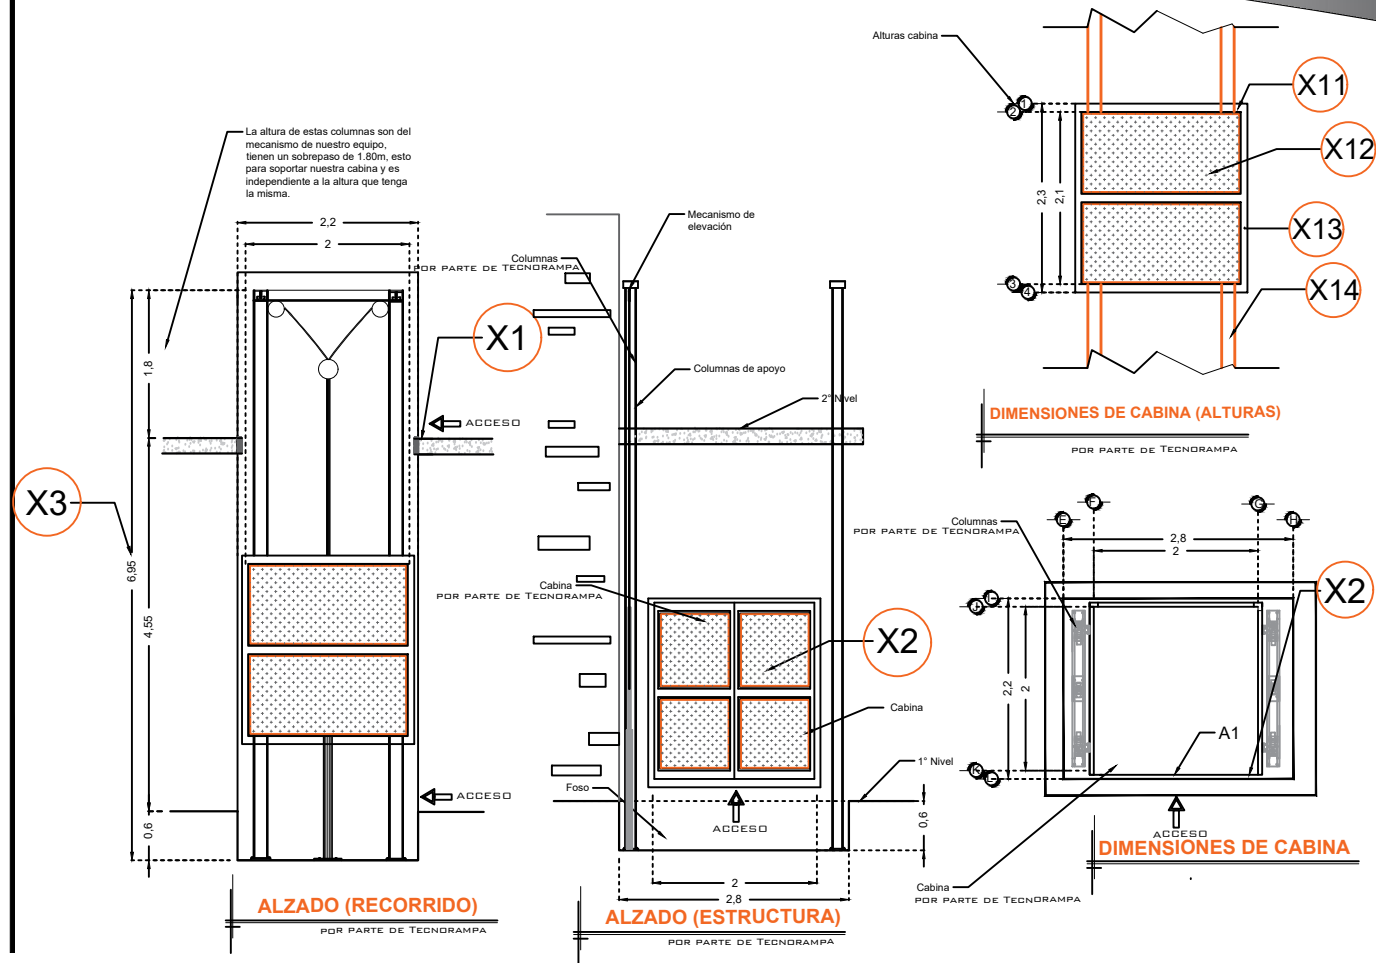 La altura de estas columnas son del
mecanismo de nuestro equipo,
tienen un sobrepaso de 1.80m, esto
para soportar nuestra cabina y es
independiente a la altura que tenga
la misma.
2,2
2
1,8
X1
ACCESO
X3
6,95
4,55
ACCESO
0,6
ALZADO (RECORRIDO)
POR PARTE DE TECNORAMPA
Mecanismo de
elevación
Columnas
POR PARTE DE TECNORAMPA
Columnas de apoyo
2° Nivel
Cabina
POR PARTE DE TECNORAMPA
X2
Cabina
1° Nivel
Foso
ACCESO
0,6
2
2,8
ALZADO (ESTRUCTURA)
POR PARTE DE TECNORAMPA
Alturas cabina
1
2
X11
X12
2,3
2,1
X13
3
4
X14
DIMENSIONES DE CABINA (ALTURAS)
POR PARTE DE TECNORAMPA
F
G
E
H
Columnas
POR PARTE DE TECNORAMPA
2,8
2
X2
I
J
2,2
2
A1
K
L
ACCESO
DIMENSIONES DE CABINA
Cabina
POR PARTE DE TECNORAMPA